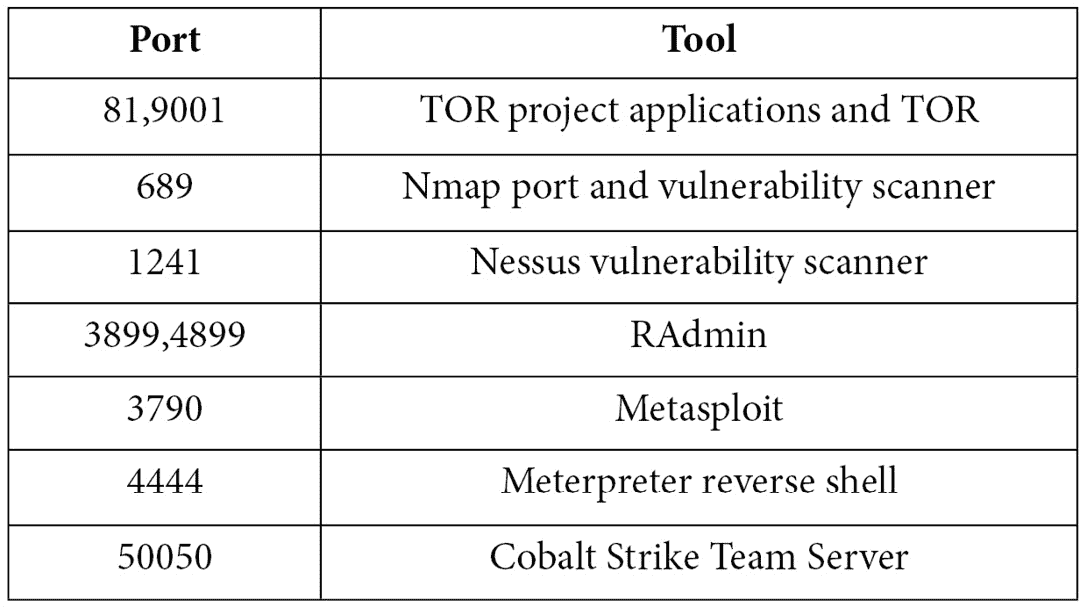 Port Tool
81,9001 TOR project applications and TOR
689 Nmap port and vulnerability scanner
1241 Nessus vulnerability scanner
3899,4899 RAdmin
3790 Metasploit
4444 Meterpreter reverse shell
50050 Cobalt Strike Team Server